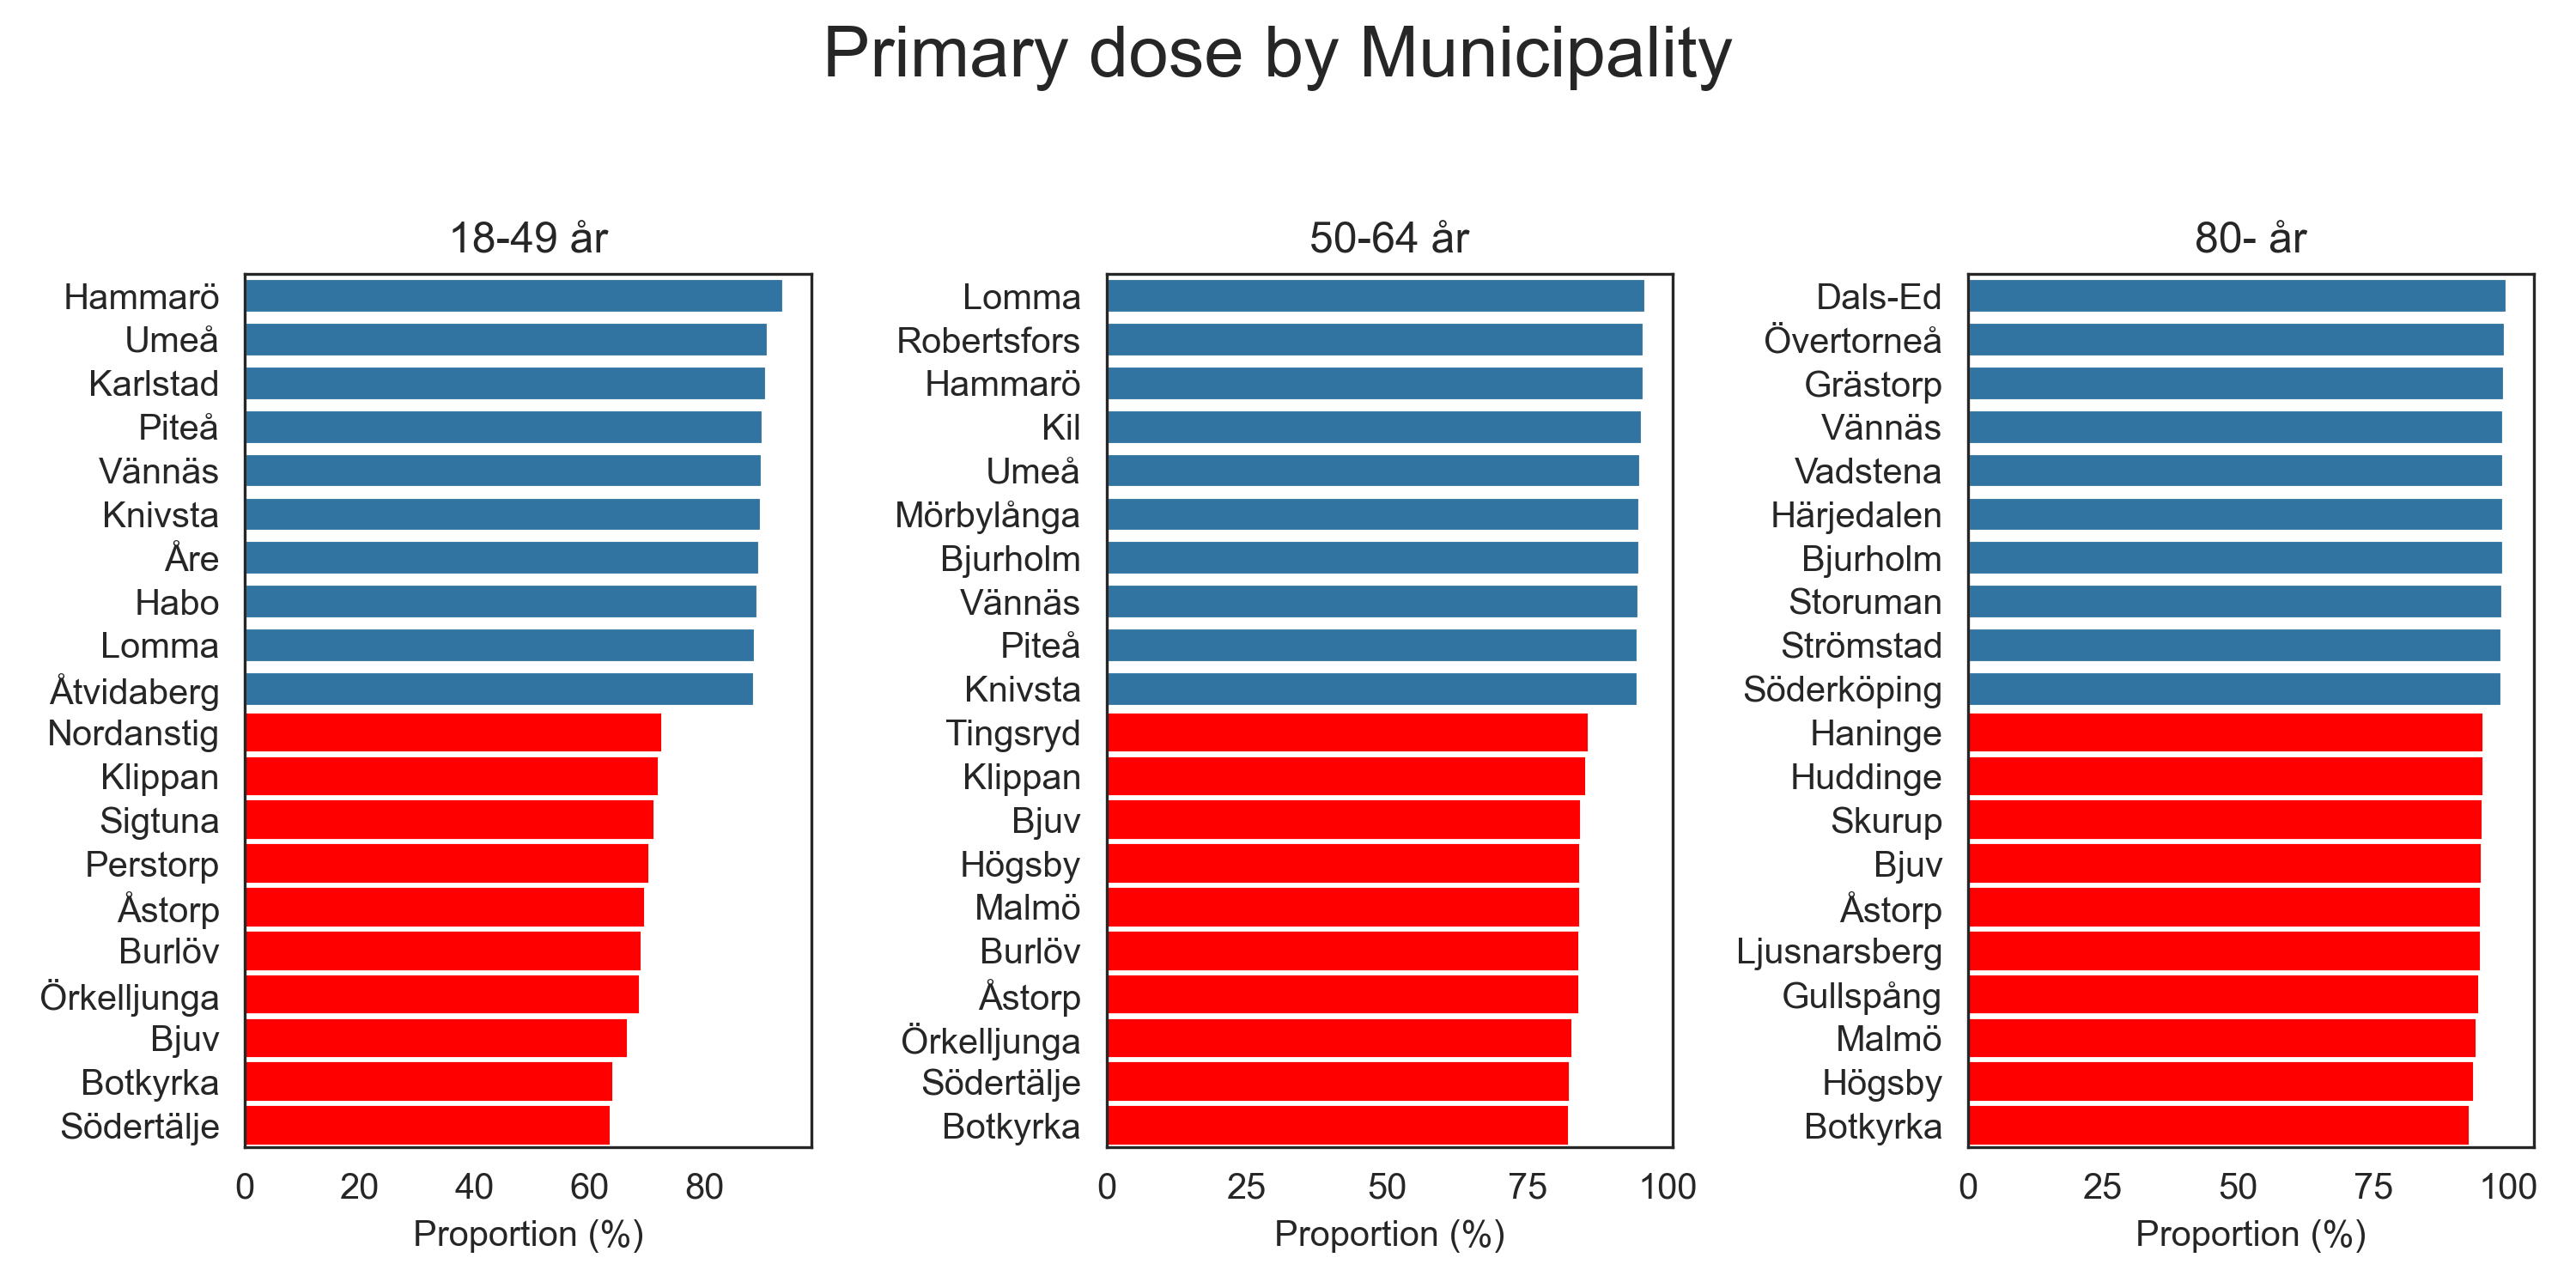 Primary dose by Municipality
18-49 år
Hammarö
Umeå
Karlstad
Piteå
Vännäs
Knivsta
Åre
Habo
Lomma
Åtvidaberg
Nordanstig
Klippan
Sigtuna
Perstorp
Åstorp
Burlöv
Örkelljunga
Bjuv
Botkyrka
Södertälje
0 20 40 60 80
Proportion (%)
50-64 år
Lomma
Robertsfors
Hammarö
Kil
Umeå
Mörbylånga
Bjurholm
Vännäs
Piteå
Knivsta
Tingsryd
Klippan
Bjuv
Högsby
Malmö
Burlöv
Åstorp
Örkelljunga
Södertälje
Botkyrka
0 25 50 75 100
Proportion (%)
80- år
Dals-Ed
Övertorneå
Grästorp
Vännäs
Vadstena
Härjedalen
Bjurholm
Storuman
Strömstad
Söderköping
Haninge
Huddinge
Skurup
Bjuv
Åstorp
Ljusnarsberg
Gullspång
Malmö
Högsby
Botkyrka
0 25 50 75 100
Proportion (%)